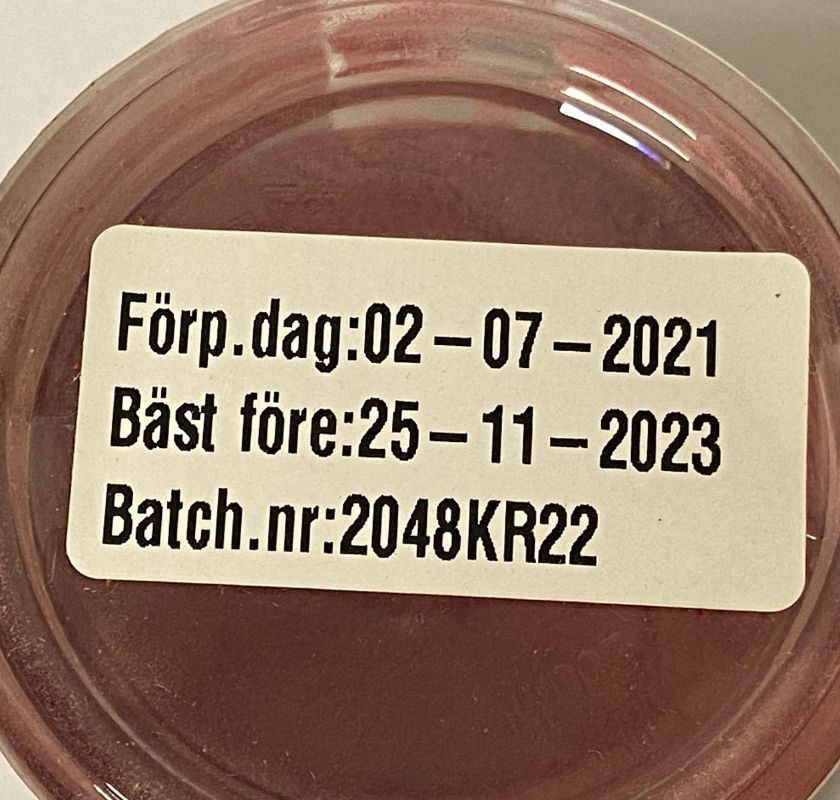 Förp.dag:02-07-2021
Bäst före:25-11-2023
Batch.nr:2048KR22